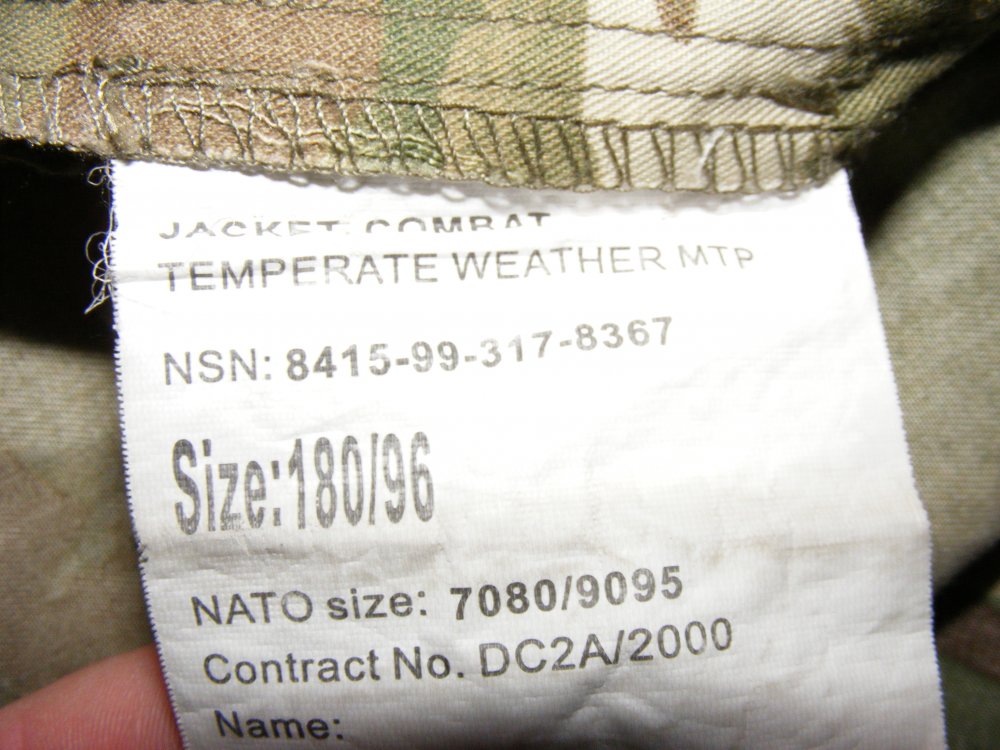 JACKET: COMBAT
TEMPERATE WEATHER MTP
NSN: 8415-99-317-8367
Size:180/96
NATO size: 7080/9095
Contract No. DC2A/2000
Name: